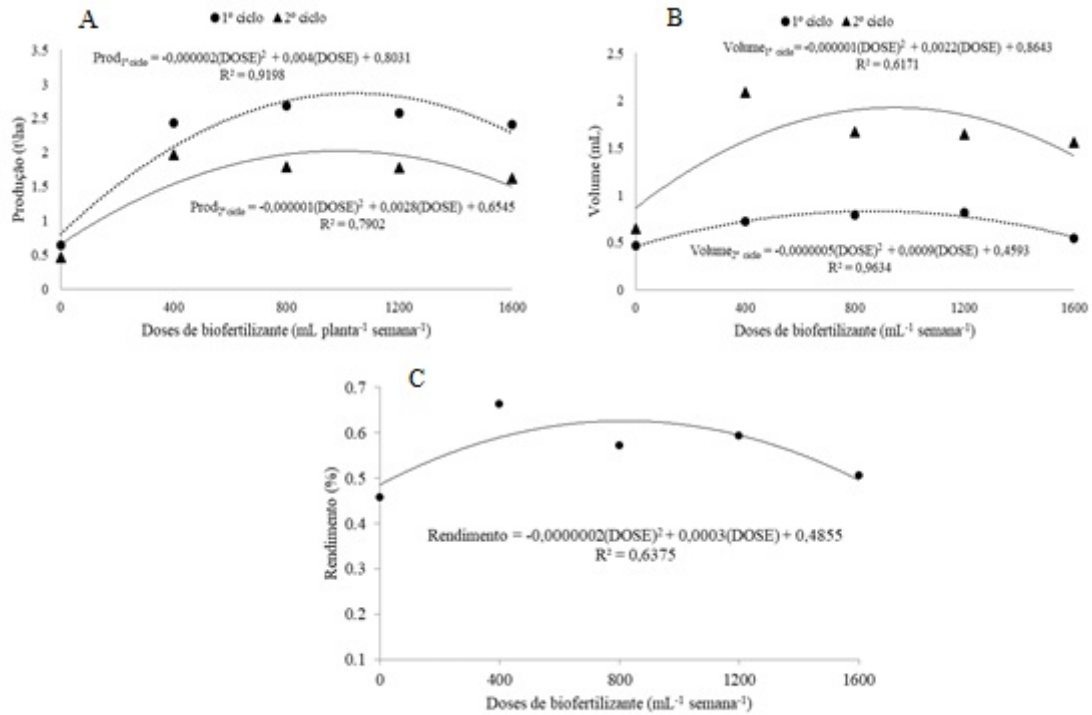 A
● 1º ciclo ▲ 2º ciclo
Prod1º ciclo = -0,000002(DOSE)² + 0,004(DOSE) + 0,8031
R² = 0,9198
Prod2º ciclo = -0,000001(DOSE)² + 0,0028(DOSE) + 0,6545
R² = 0,7902
Produção (t\ha)
3.5
3
2.5
2
1.5
1
0.5
0
0 400 800 1200 1600
Doses de biofertilizante (mL planta⁻¹ semana⁻¹)
B
● 1º ciclo ▲ 2º ciclo
Volume1º ciclo = -0,000001(DOSE)² + 0,0022(DOSE) + 0,8643
R² = 0,6171
Volume2º ciclo = -0,0000005(DOSE)² + 0,0009(DOSE) + 0,4593
R² = 0,9634
Volume (mL)
2.5
2
1.5
1
0.5
0
0 400 800 1200 1600
Doses de biofertilizante (mL⁻¹ semana⁻¹)
C
Rendimento = -0,0000002(DOSE)² + 0,0003(DOSE) + 0,4855
R² = 0,6375
Rendimento (%)
0.7
0.6
0.5
0.4
0.3
0.2
0.1
0 400 800 1200 1600
Doses de biofertilizante (mL⁻¹ semana⁻¹)